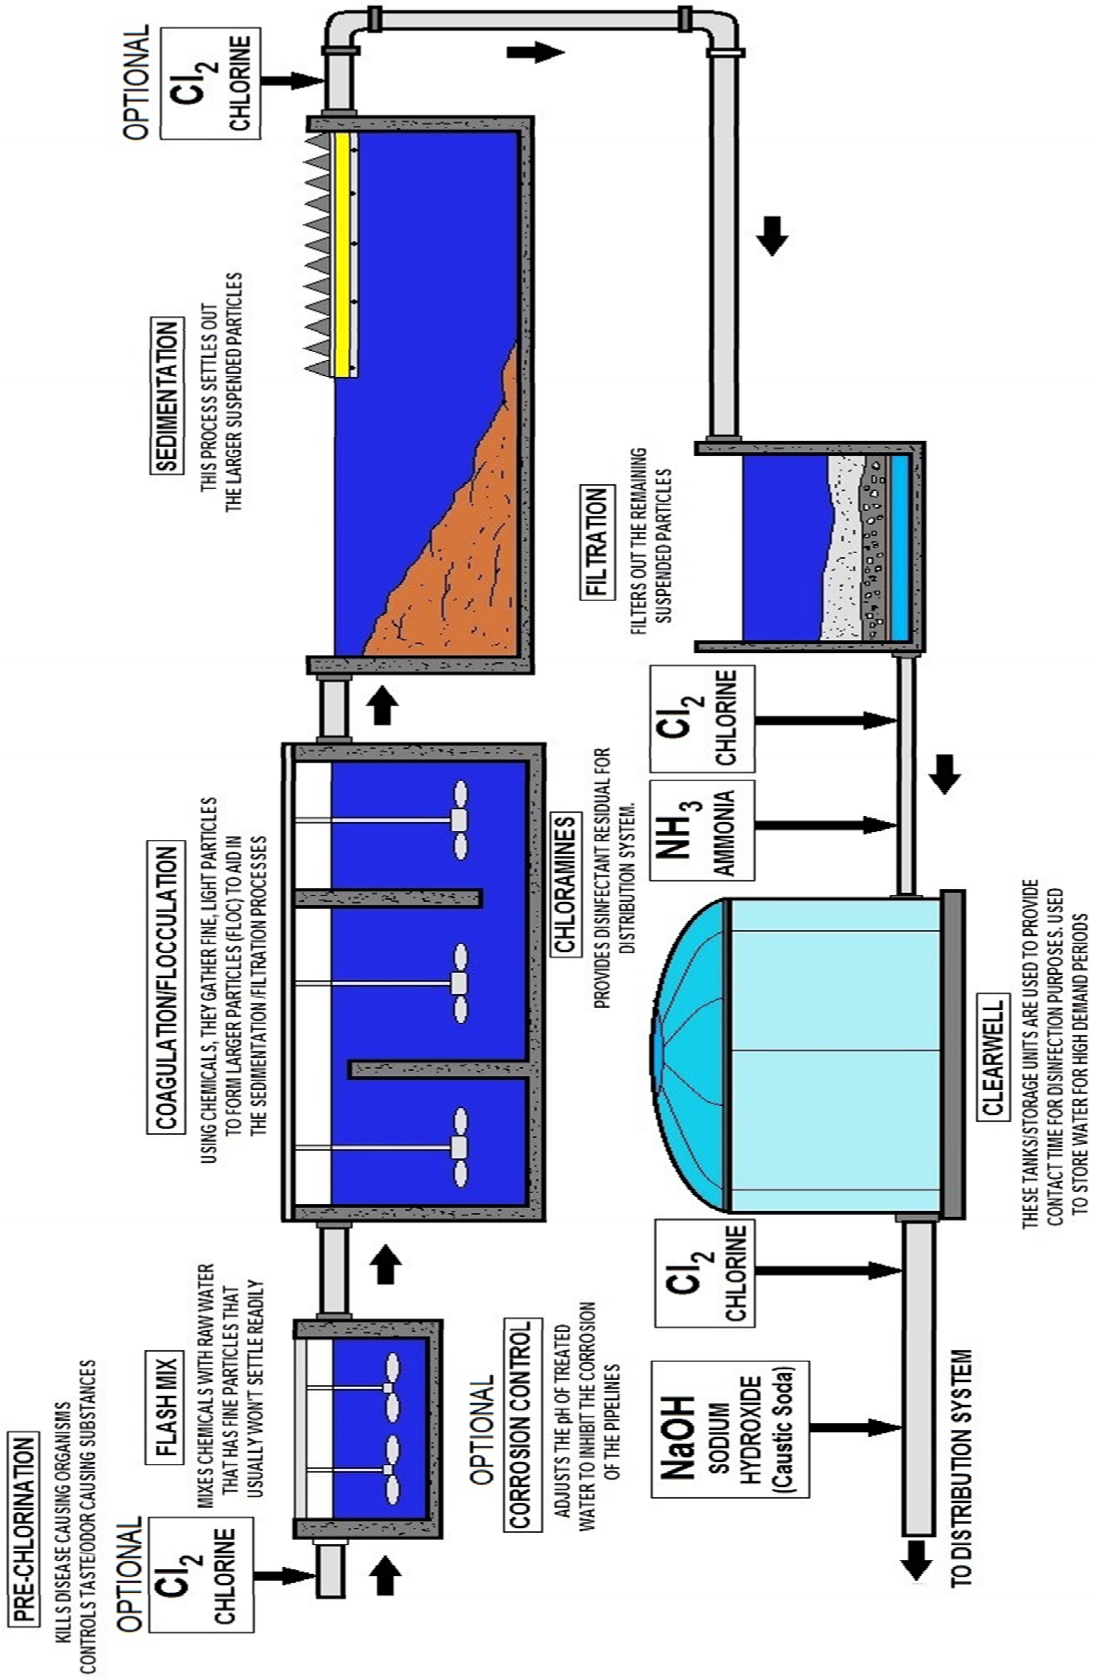 PRE-CHLORINATION
KILLS DISEASE CAUSING ORGANISMS
CONTROLS TASTE/ODOR CAUSING SUBSTANCES
OPTIONAL
Cl2
CHLORINE
FLASH MIX
MIXES CHEMICALS WITH RAW WATER
THAT HAS FINE PARTICLES THAT
USUALLY WON'T SETTLE READILY
COAGULATION/FLOCCULATION
USING CHEMICALS, THEY GATHER FINE, LIGHT PARTICLES
TO FORM LARGER PARTICLES (FLOC) TO AID IN
THE SEDIMENTATION /FILTRATION PROCESSES
SEDIMENTATION
THIS PROCESS SETTLES OUT
THE LARGER SUSPENDED PARTICLES
OPTIONAL
Cl2
CHLORINE
OPTIONAL
CORROSION CONTROL
ADJUSTS THE pH OF TREATED
WATER TO INHIBIT THE CORROSION
OF THE PIPELINES
CHLORAMINES
PROVIDES DISINFECTANT RESIDUAL FOR
DISTRIBUTION SYSTEM.
FILTRATION
FILTERS OUT THE REMAINING
SUSPENDED PARTICLES
NaOH
SODIUM
HYDROXIDE
(Caustic Soda)
Cl2
CHLORINE
NH3
AMMONIA
Cl2
CHLORINE
TO DISTRIBUTION SYSTEM
CLEARWELL
THESE TANKS/STORAGE UNITS ARE USED TO PROVIDE
CONTACT TIME FOR DISINFECTION PURPOSES. USED
TO STORE WATER FOR HIGH DEMAND PERIODS